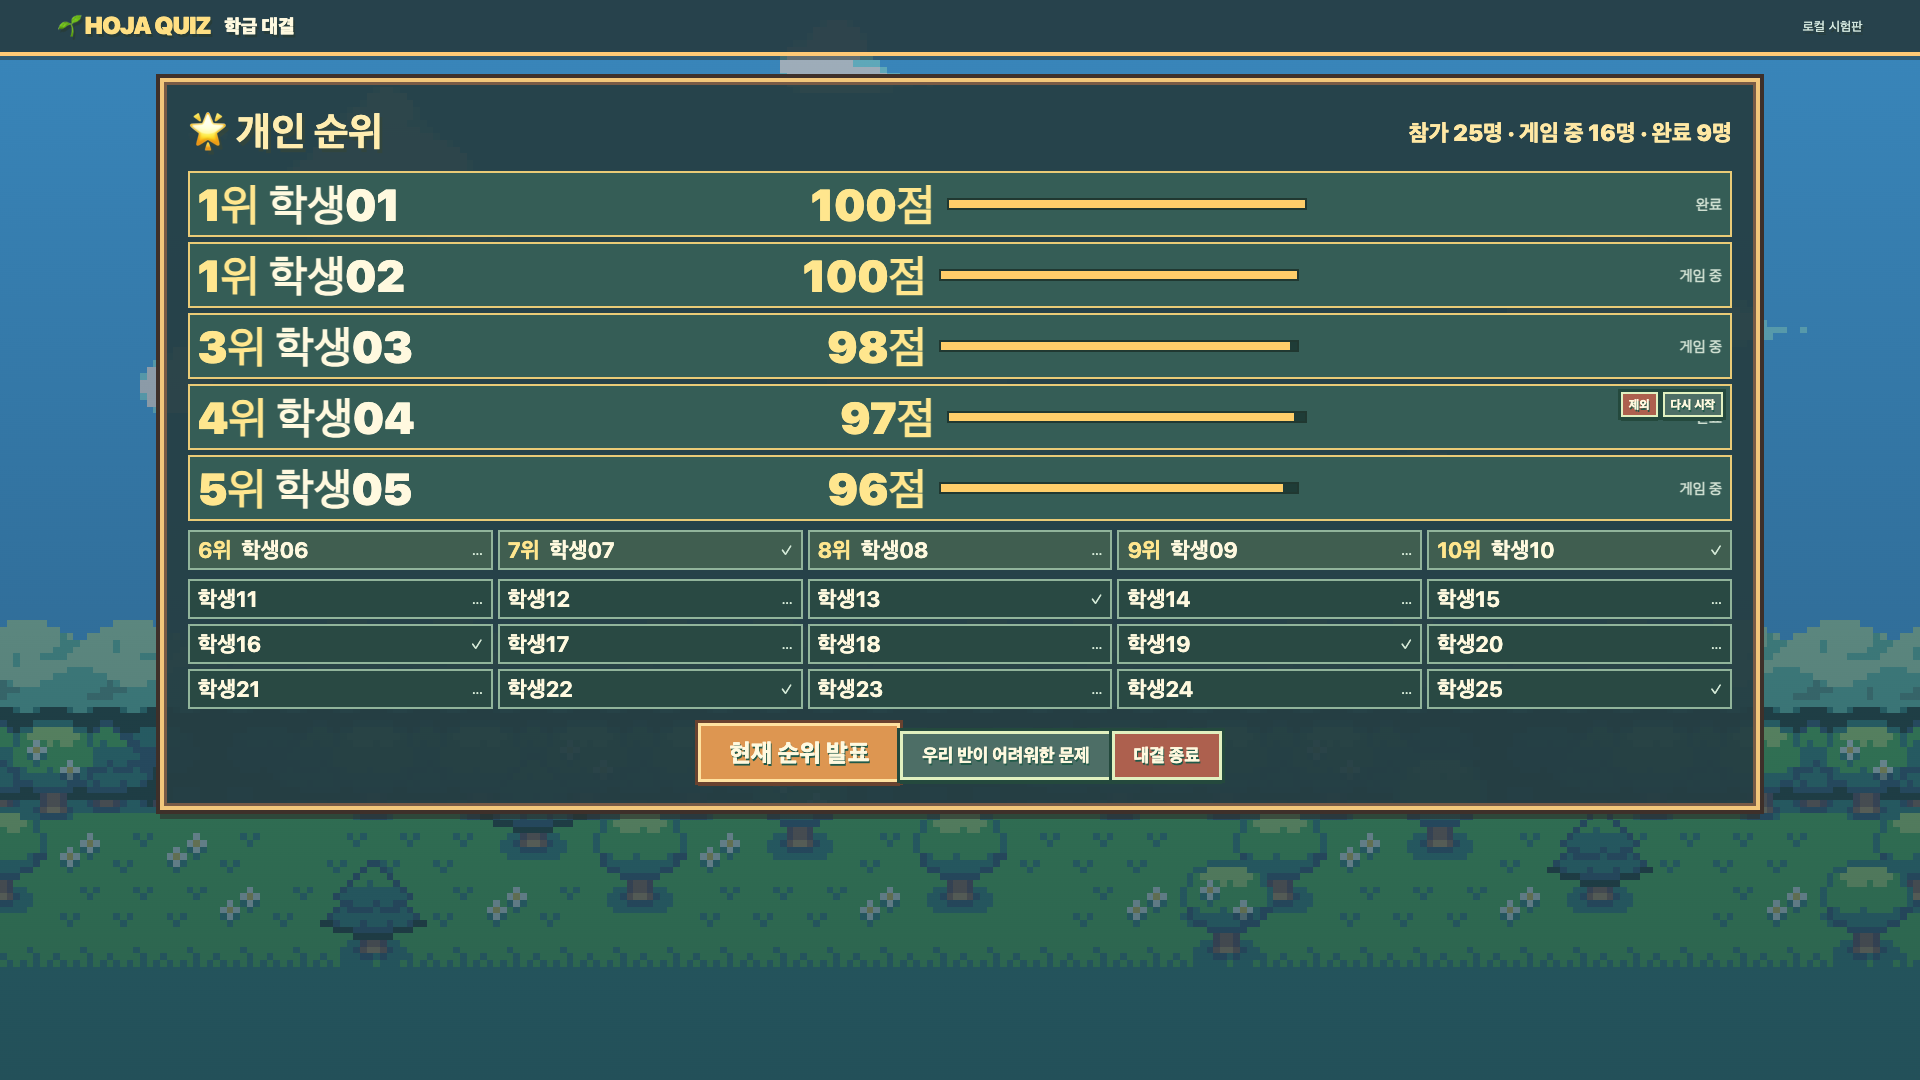 HOJA QUIZ 학급 대결
로컬 시험판
개인 순위
참가 25명 · 게임 중 16명 · 완료 9명
1위 학생01 100점 완료
1위 학생02 100점 게임 중
3위 학생03 98점 게임 중
4위 학생04 97점 제외 다시 시작
5위 학생05 96점 게임 중
6위 학생06 ... 7위 학생07 ✓ 8위 학생08 ... 9위 학생09 ... 10위 학생10 ✓
학생11 ... 학생12 ... 학생13 ✓ 학생14 ... 학생15 ...
학생16 ✓ 학생17 ... 학생18 ... 학생19 ✓ 학생20 ...
학생21 ... 학생22 ✓ 학생23 ... 학생24 ... 학생25 ✓
현재 순위 발표 우리 반이 어려워한 문제 대결 종료